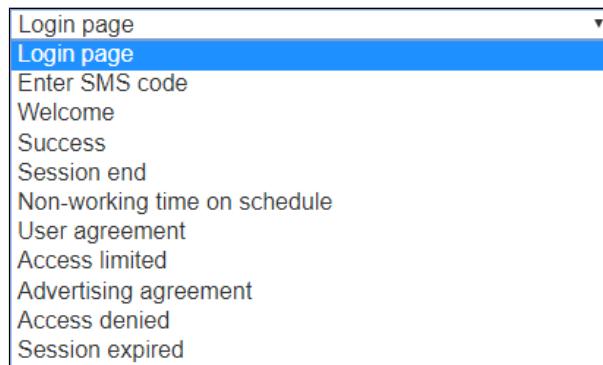 Login page
Login page
Enter SMS code
Welcome
Success
Session end
Non-working time on schedule
User agreement
Access limited
Advertising agreement
Access denied
Session expired